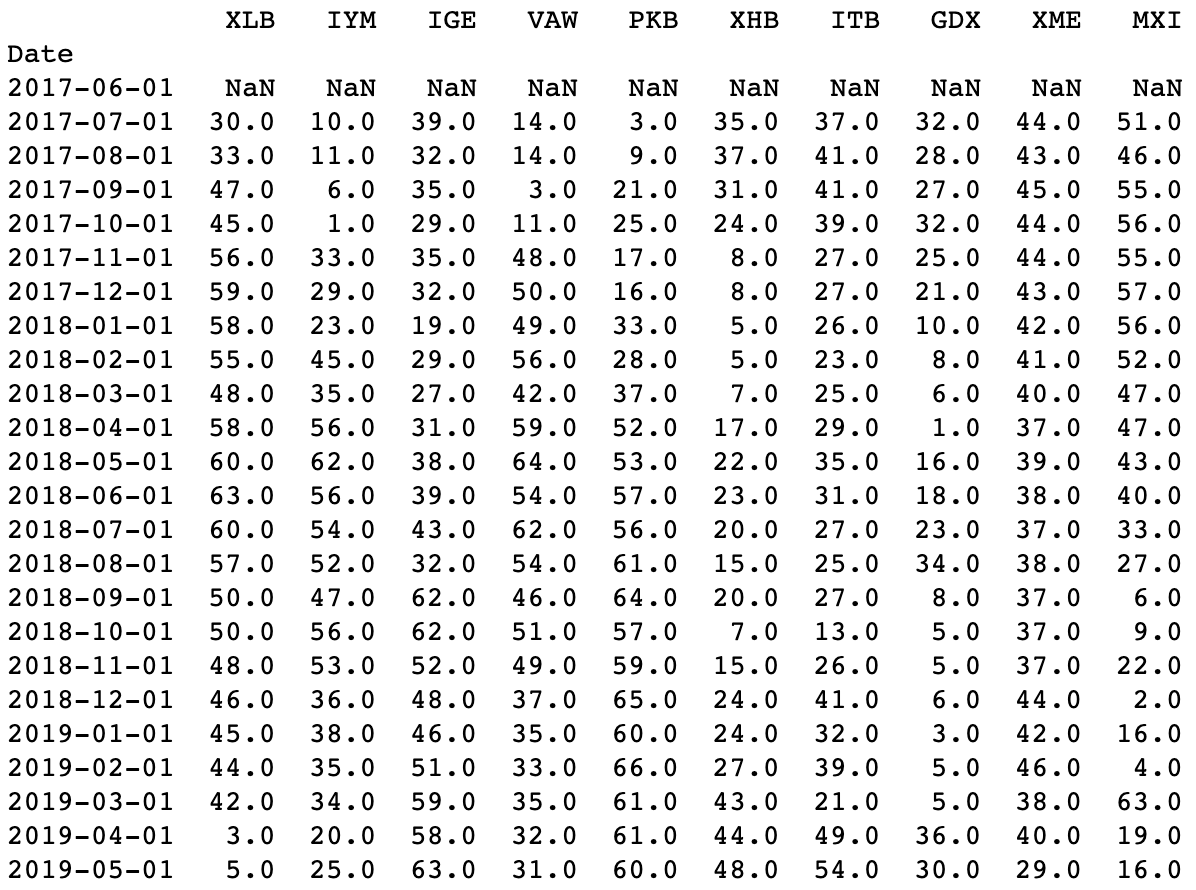 XLB IYM IGE VAW PKB XHB ITB GDX XME MXI
Date
2017-06-01 NaN NaN NaN NaN NaN NaN NaN NaN NaN NaN
2017-07-01 30.0 10.0 39.0 14.0 3.0 35.0 37.0 32.0 44.0 51.0
2017-08-01 33.0 11.0 32.0 14.0 9.0 37.0 41.0 28.0 43.0 46.0
2017-09-01 47.0 6.0 35.0 3.0 21.0 31.0 41.0 27.0 45.0 55.0
2017-10-01 45.0 1.0 29.0 11.0 25.0 24.0 39.0 32.0 44.0 56.0
2017-11-01 56.0 33.0 35.0 48.0 17.0 8.0 27.0 25.0 44.0 55.0
2017-12-01 59.0 29.0 32.0 50.0 16.0 8.0 27.0 21.0 43.0 57.0
2018-01-01 58.0 23.0 19.0 49.0 33.0 5.0 26.0 10.0 42.0 56.0
2018-02-01 55.0 45.0 29.0 56.0 28.0 5.0 23.0 8.0 41.0 52.0
2018-03-01 48.0 35.0 27.0 42.0 37.0 7.0 25.0 6.0 40.0 47.0
2018-04-01 58.0 56.0 31.0 59.0 52.0 17.0 29.0 1.0 37.0 47.0
2018-05-01 60.0 62.0 38.0 64.0 53.0 22.0 35.0 16.0 39.0 43.0
2018-06-01 63.0 56.0 39.0 54.0 57.0 23.0 31.0 18.0 38.0 40.0
2018-07-01 60.0 54.0 43.0 62.0 56.0 20.0 27.0 23.0 37.0 33.0
2018-08-01 57.0 52.0 32.0 54.0 61.0 15.0 25.0 34.0 38.0 27.0
2018-09-01 50.0 47.0 62.0 46.0 64.0 20.0 27.0 8.0 37.0 6.0
2018-10-01 50.0 56.0 62.0 51.0 57.0 7.0 13.0 5.0 37.0 9.0
2018-11-01 48.0 53.0 52.0 49.0 59.0 15.0 26.0 5.0 37.0 22.0
2018-12-01 46.0 36.0 48.0 37.0 65.0 24.0 41.0 6.0 44.0 2.0
2019-01-01 45.0 38.0 46.0 35.0 60.0 24.0 32.0 3.0 42.0 16.0
2019-02-01 44.0 35.0 51.0 33.0 66.0 27.0 39.0 5.0 46.0 4.0
2019-03-01 42.0 34.0 59.0 35.0 61.0 43.0 21.0 5.0 38.0 63.0
2019-04-01 3.0 20.0 58.0 32.0 61.0 44.0 49.0 36.0 40.0 19.0
2019-05-01 5.0 25.0 63.0 31.0 60.0 48.0 54.0 30.0 29.0 16.0